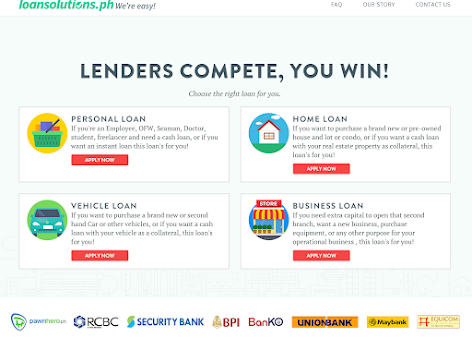 loansolutions.ph We're easy!
FAQ OUR STORY CONTACT US
LENDERS COMPETE, YOU WIN!
Choose the right loan for you.
PERSONAL LOAN
If you're an Employee, OFW, Seaman, Doctor,
student, freelancer and need a cash loan, or if you
want an instant loan this loan's for you!
APPLY NOW
HOME LOAN
If you want to purchase a brand new or pre-owned
house and lot or condo, or if you want a cash loan
with your real estate property as collateral, this
loan's for you!
APPLY NOW
VEHICLE LOAN
If you want to purchase a brand new or second
hand Car or other vehicles, or if you want a cash
loan with your vehicle as a collateral, this loan's
for you!
APPLY NOW
STORE
BUSINESS LOAN
If you need extra capital to open that second
branch, want a new business, purchase
equipment, or any other purpose for your
operational business , this loan's for you!
APPLY NOW
pawnhero.ph RCBC SECURITY BANK BPI BanKO UNIONBANK Maybank EQUICOM